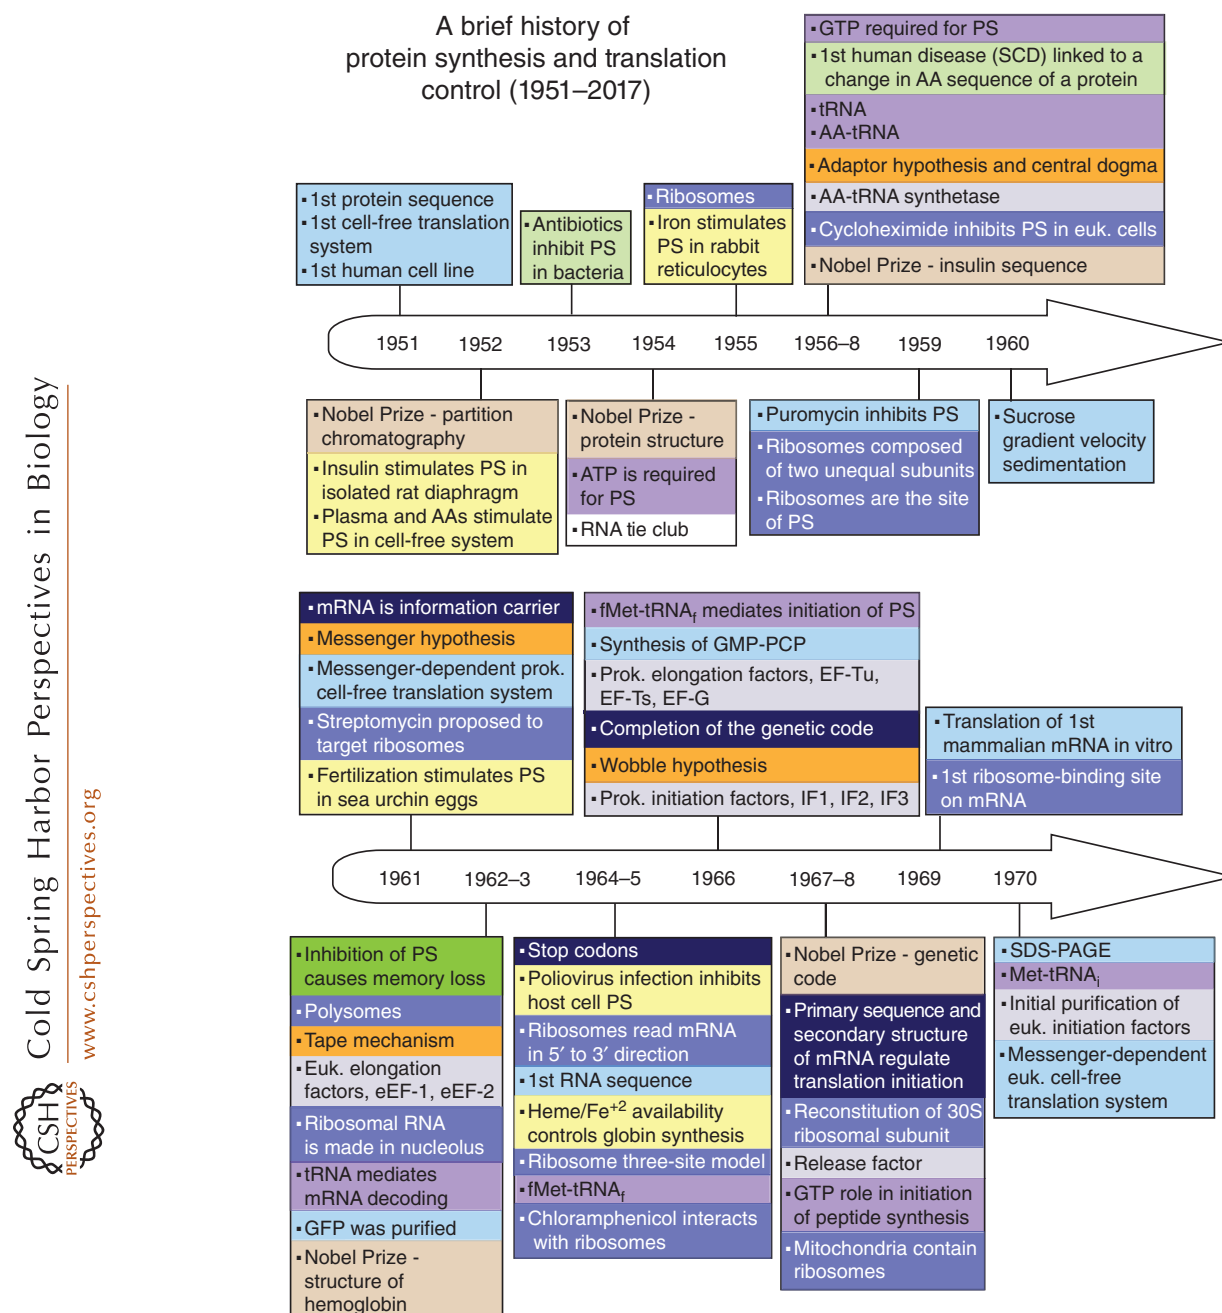 A brief history of
protein synthesis and translation
control (1951–2017)
▪ 1st protein sequence
▪ 1st cell-free translation
system
▪ 1st human cell line
▪ Antibiotics
inhibit PS
in bacteria
▪ Ribosomes
▪ Iron stimulates
PS in rabbit
reticulocytes
▪ GTP required for PS
▪ 1st human disease (SCD) linked to a
change in AA sequence of a protein
▪ tRNA
▪ AA-tRNA
▪ Adaptor hypothesis and central dogma
▪ AA-tRNA synthetase
▪ Cycloheximide inhibits PS in euk. cells
▪ Nobel Prize - insulin sequence
1951 1952 1953 1954 1955 1956–8 1959 1960
▪ Nobel Prize - partition
chromatography
▪ Insulin stimulates PS in
isolated rat diaphragm
▪ Plasma and AAs stimulate
PS in cell-free system
▪ Nobel Prize -
protein structure
▪ ATP is required
for PS
▪ RNA tie club
▪ Puromycin inhibits PS
▪ Ribosomes composed
of two unequal subunits
▪ Ribosomes are the site
of PS
▪ Sucrose
gradient velocity
sedimentation
▪ mRNA is information carrier
▪ Messenger hypothesis
▪ Messenger-dependent prok.
cell-free translation system
▪ Streptomycin proposed to
target ribosomes
▪ Fertilization stimulates PS
in sea urchin eggs
▪ fMet-tRNAf mediates initiation of PS
▪ Synthesis of GMP-PCP
▪ Prok. elongation factors, EF-Tu,
EF-Ts, EF-G
▪ Completion of the genetic code
▪ Wobble hypothesis
▪ Prok. initiation factors, IF1, IF2, IF3
▪ Translation of 1st
mammalian mRNA in vitro
▪ 1st ribosome-binding site
on mRNA
1961 1962–3 1964–5 1966 1967–8 1969 1970
▪ Inhibition of PS
causes memory loss
▪ Polysomes
▪ Tape mechanism
▪ Euk. elongation
factors, eEF-1, eEF-2
▪ Ribosomal RNA
is made in nucleolus
▪ tRNA mediates
mRNA decoding
▪ GFP was purified
▪ Nobel Prize -
structure of
hemoglobin
▪ Stop codons
▪ Poliovirus infection inhibits
host cell PS
▪ Ribosomes read mRNA
in 5′ to 3′ direction
▪ 1st RNA sequence
▪ Heme/Fe+2 availability
controls globin synthesis
▪ Ribosome three-site model
▪ fMet-tRNAf
▪ Chloramphenicol interacts
with ribosomes
▪ Nobel Prize - genetic
code
▪ Primary sequence and
secondary structure
of mRNA regulate
translation initiation
▪ Reconstitution of 30S
ribosomal subunit
▪ Release factor
▪ GTP role in initiation
of peptide synthesis
▪ Mitochondria contain
ribosomes
▪ SDS-PAGE
▪ Met-tRNAi
▪ Initial purification of
euk. initiation factors
▪ Messenger-dependent
euk. cell-free
translation system
Cold Spring Harbor Perspectives in Biology
www.cshperspectives.org
CSH
PERSPECTIVES